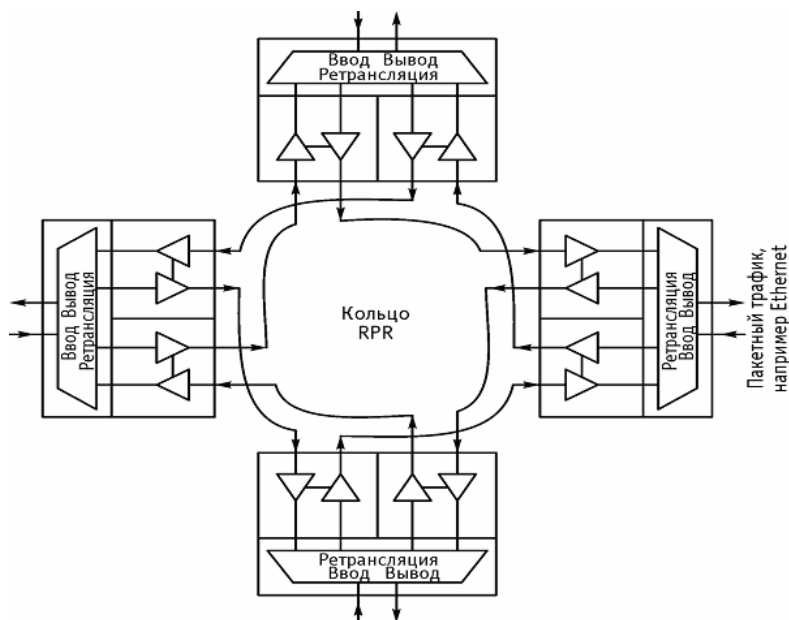 Ввод Вывод
Ретрансляция
Ввод Вывод
Ретрансляция
Кольцо
RPR
Ретрансляция
Ввод Вывод
Пакетный трафик,
например Ethernet
Ретрансляция
Ввод Вывод